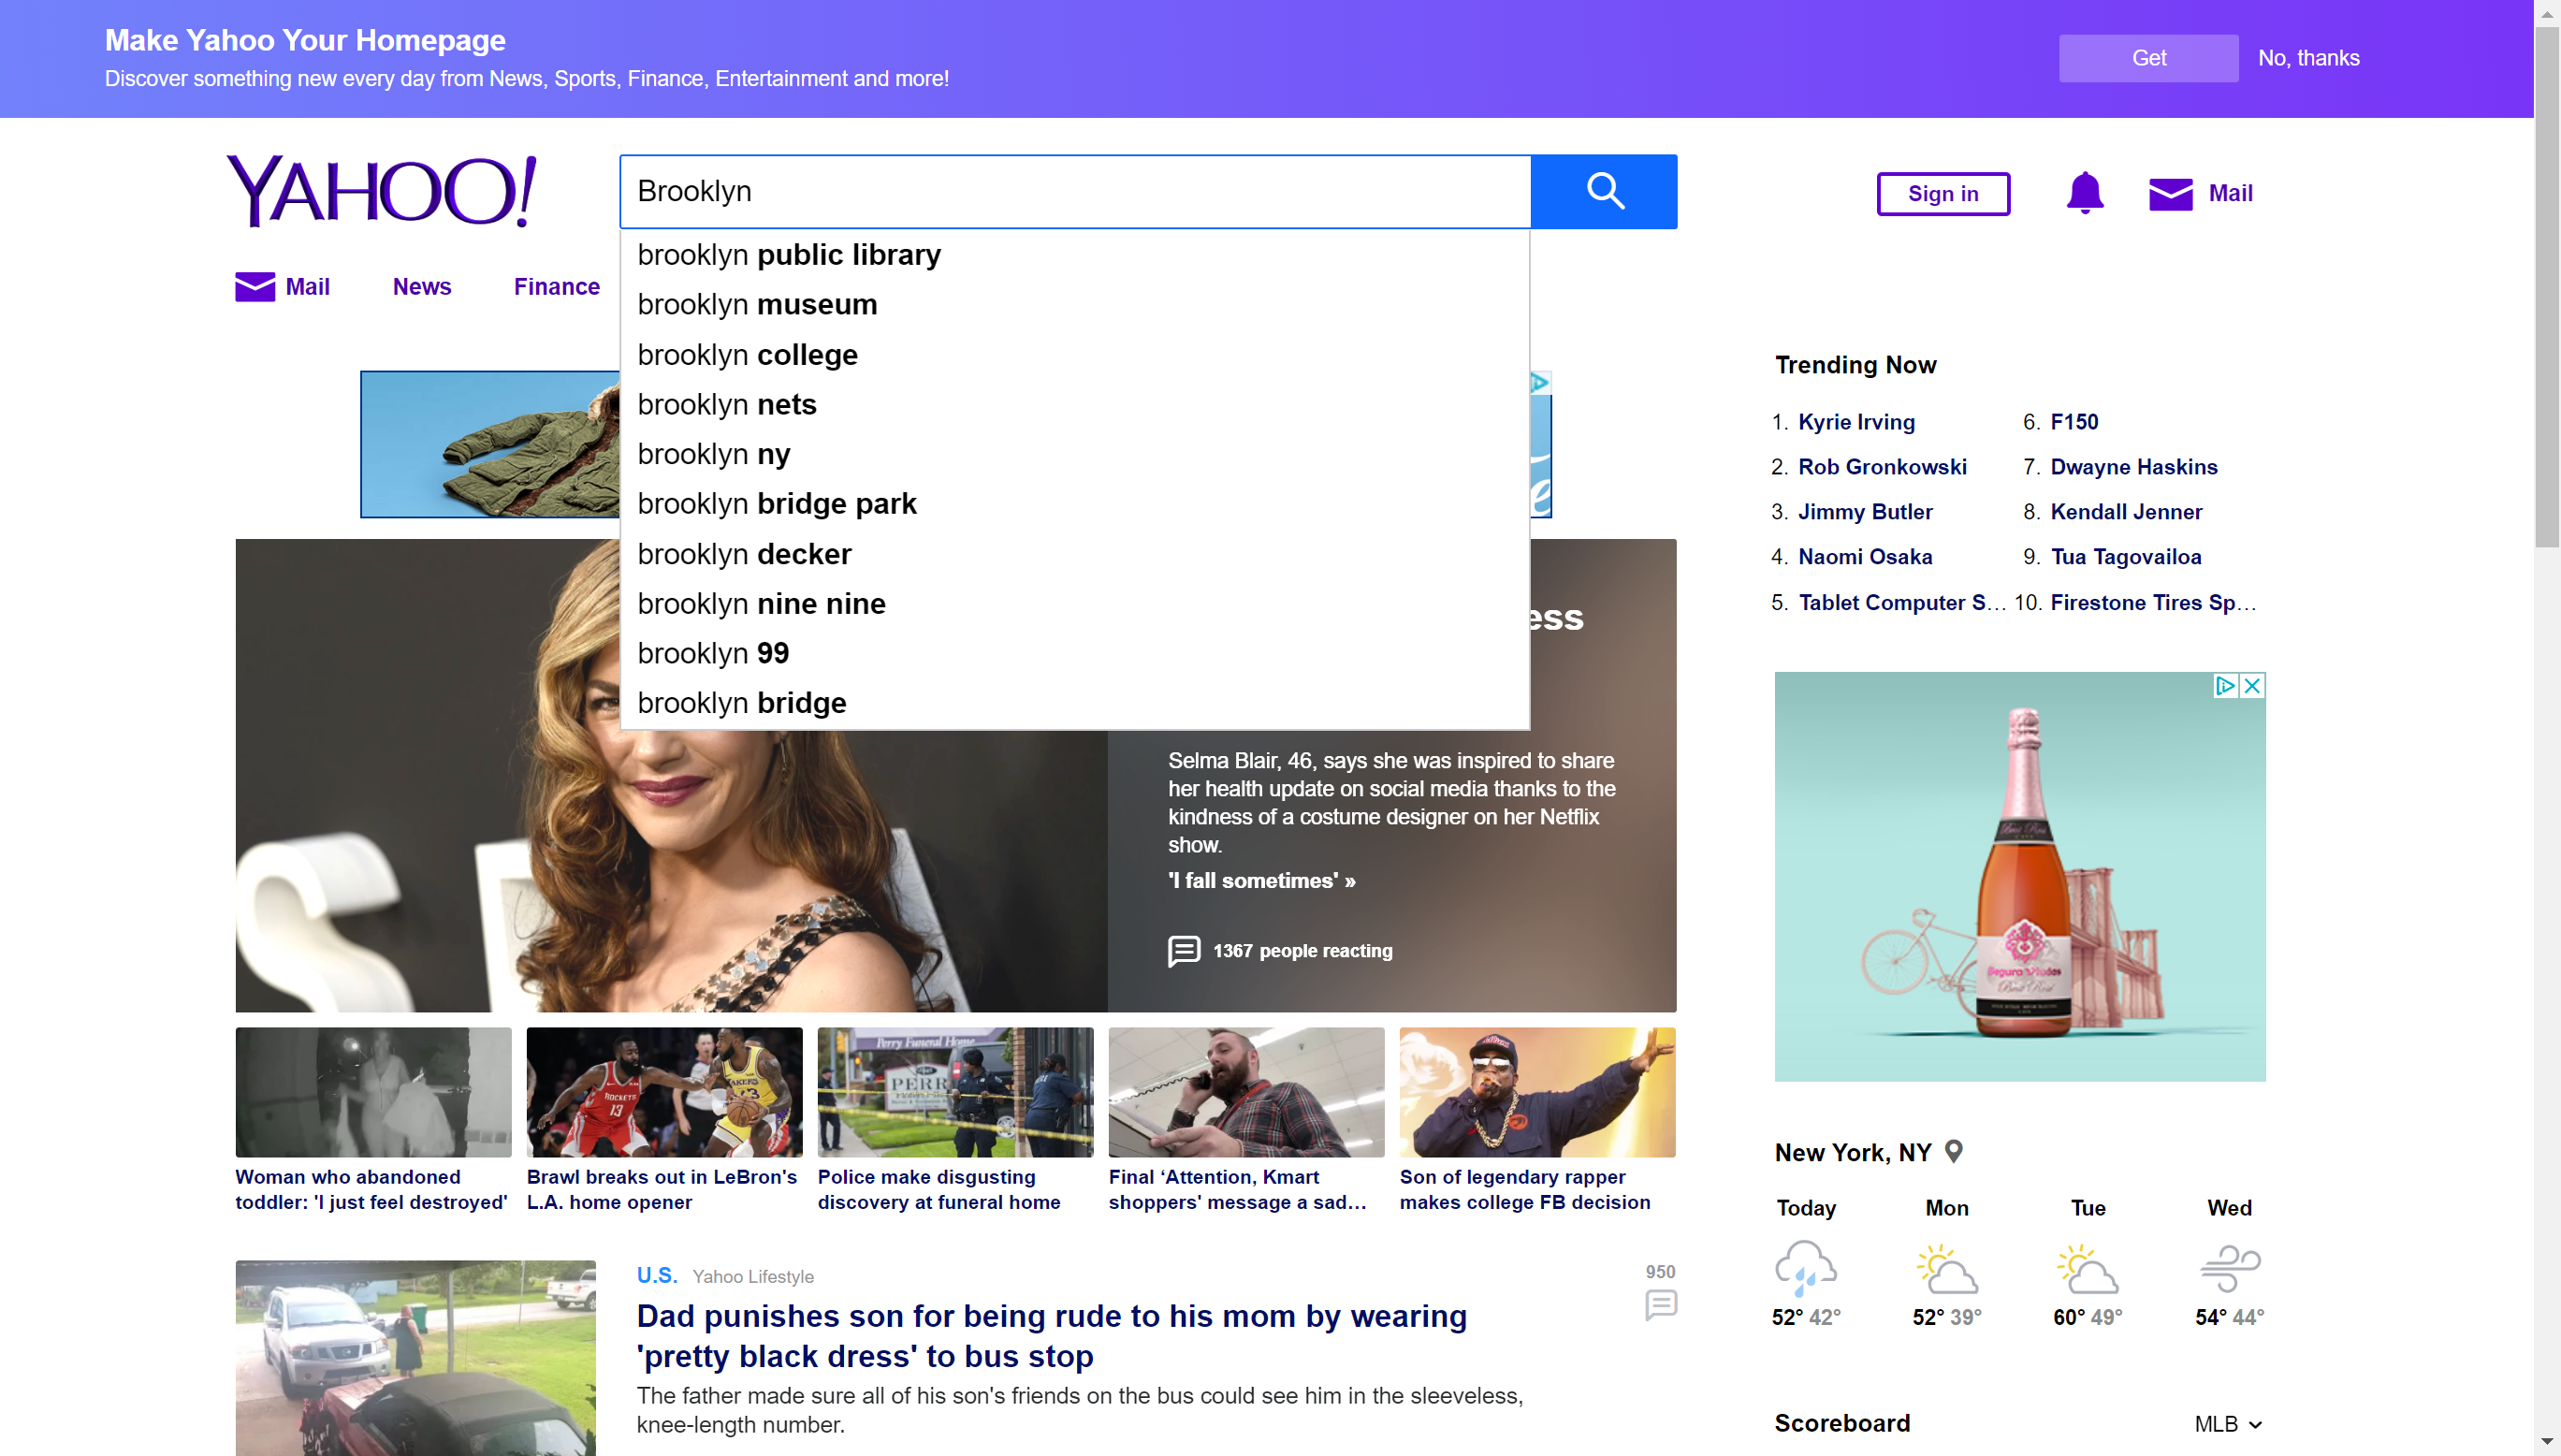 Make Yahoo Your Homepage
Discover something new every day from News, Sports, Finance, Entertainment and more!
Get
No, thanks
YAHOO!
Brooklyn
Sign in
Mail
Mail
News
Finance
brooklyn public library
brooklyn museum
brooklyn college
brooklyn nets
brooklyn ny
brooklyn bridge park
brooklyn decker
brooklyn nine nine
brooklyn 99
brooklyn bridge
ess
Selma Blair, 46, says she was inspired to share
her health update on social media thanks to the
kindness of a costume designer on her Netflix
show.
'I fall sometimes' »
1367 people reacting
Trending Now
1. Kyrie Irving
2. Rob Gronkowski
3. Jimmy Butler
4. Naomi Osaka
5. Tablet Computer S...
6. F150
7. Dwayne Haskins
8. Kendall Jenner
9. Tua Tagovailoa
10. Firestone Tires Sp...
Segura Viudas
Brut Rosé
Perry Funeral Home
PERR
ROCKETS
13
Woman who abandoned
toddler: 'I just feel destroyed'
Brawl breaks out in LeBron's
L.A. home opener
Police make disgusting
discovery at funeral home
Final ‘Attention, Kmart
shoppers' message a sad...
Son of legendary rapper
makes college FB decision
New York, NY
Today
52° 42°
Mon
52° 39°
Tue
60° 49°
Wed
54° 44°
U.S. Yahoo Lifestyle
950
Dad punishes son for being rude to his mom by wearing
'pretty black dress' to bus stop
The father made sure all of his son's friends on the bus could see him in the sleeveless,
knee-length number.
Scoreboard
MLB